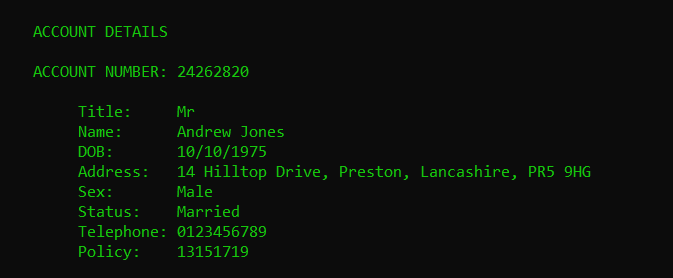 ACCOUNT DETAILS
ACCOUNT NUMBER: 24262820
Title: Mr
Name: Andrew Jones
DOB: 10/10/1975
Address: 14 Hilltop Drive, Preston, Lancashire, PR5 9HG
Sex: Male
Status: Married
Telephone: 0123456789
Policy: 13151719